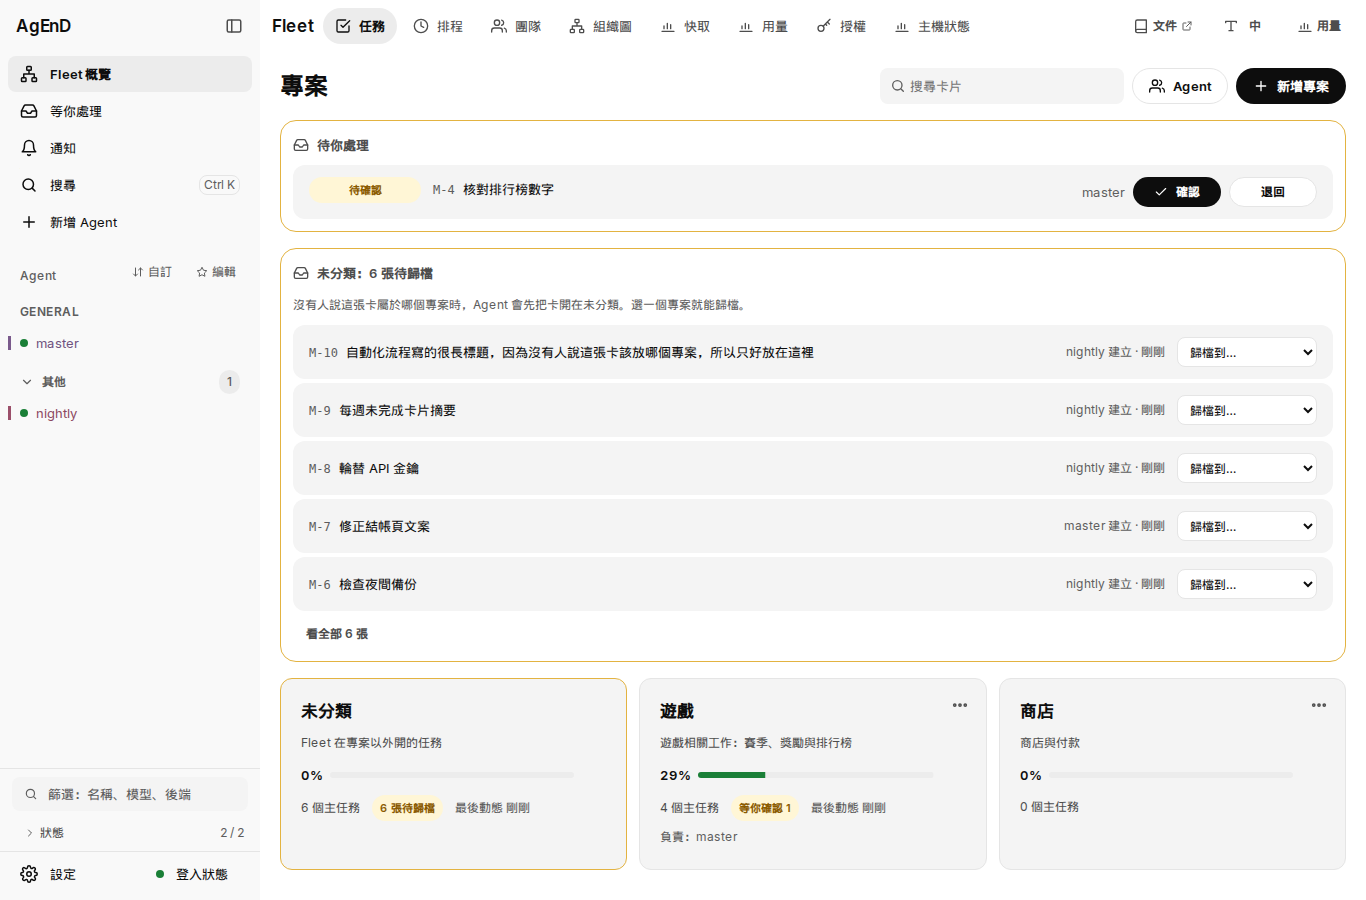 AgEnD
Fleet 概覽
等你處理
通知
搜尋 Ctrl K
新增 Agent
Agent 自訂 編輯
GENERAL
master
其他 1
nightly
篩選：名稱、模型、後端
狀態 2 / 2
設定 登入狀態
Fleet 任務 排程 團隊 組織圖 快取 用量 授權 主機狀態 文件 中 用量
專案 搜尋卡片 Agent 新增專案
待你處理
待確認 M-4 核對排行榜數字 master 確認 退回
未分類：6 張待歸檔
沒有人說這張卡屬於哪個專案時，Agent 會先把卡開在未分類。選一個專案就能歸檔。
M-10 自動化流程寫的很長標題，因為沒有人說這張卡該放哪個專案，所以只好放在這裡 nightly 建立 · 剛剛 歸檔到...
M-9 每週未完成卡片摘要 nightly 建立 · 剛剛 歸檔到...
M-8 輪替 API 金鑰 nightly 建立 · 剛剛 歸檔到...
M-7 修正結帳頁文案 master 建立 · 剛剛 歸檔到...
M-6 檢查夜間備份 nightly 建立 · 剛剛 歸檔到...
看全部 6 張
未分類
Fleet 在專案以外開的任務
0%
6 個主任務 6 張待歸檔 最後動態 剛剛
遊戲
遊戲相關工作：賽季、獎勵與排行榜
29%
4 個主任務 等你確認 1 最後動態 剛剛
負責：master
商店
商店與付款
0%
0 個主任務